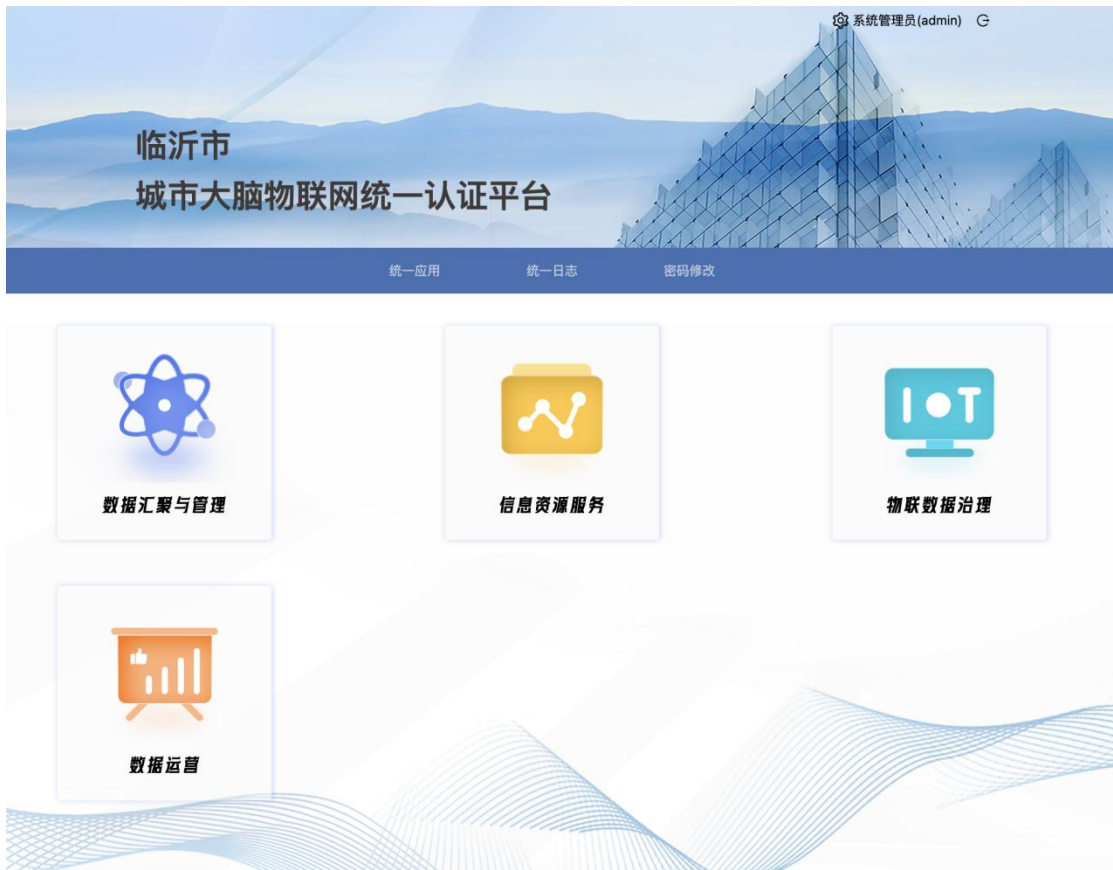 系统管理员(admin)
临沂市
城市大脑物联网统一认证平台
统一应用 统一日志 密码修改
数据汇聚与管理 信息资源服务 物联数据治理
数据运营